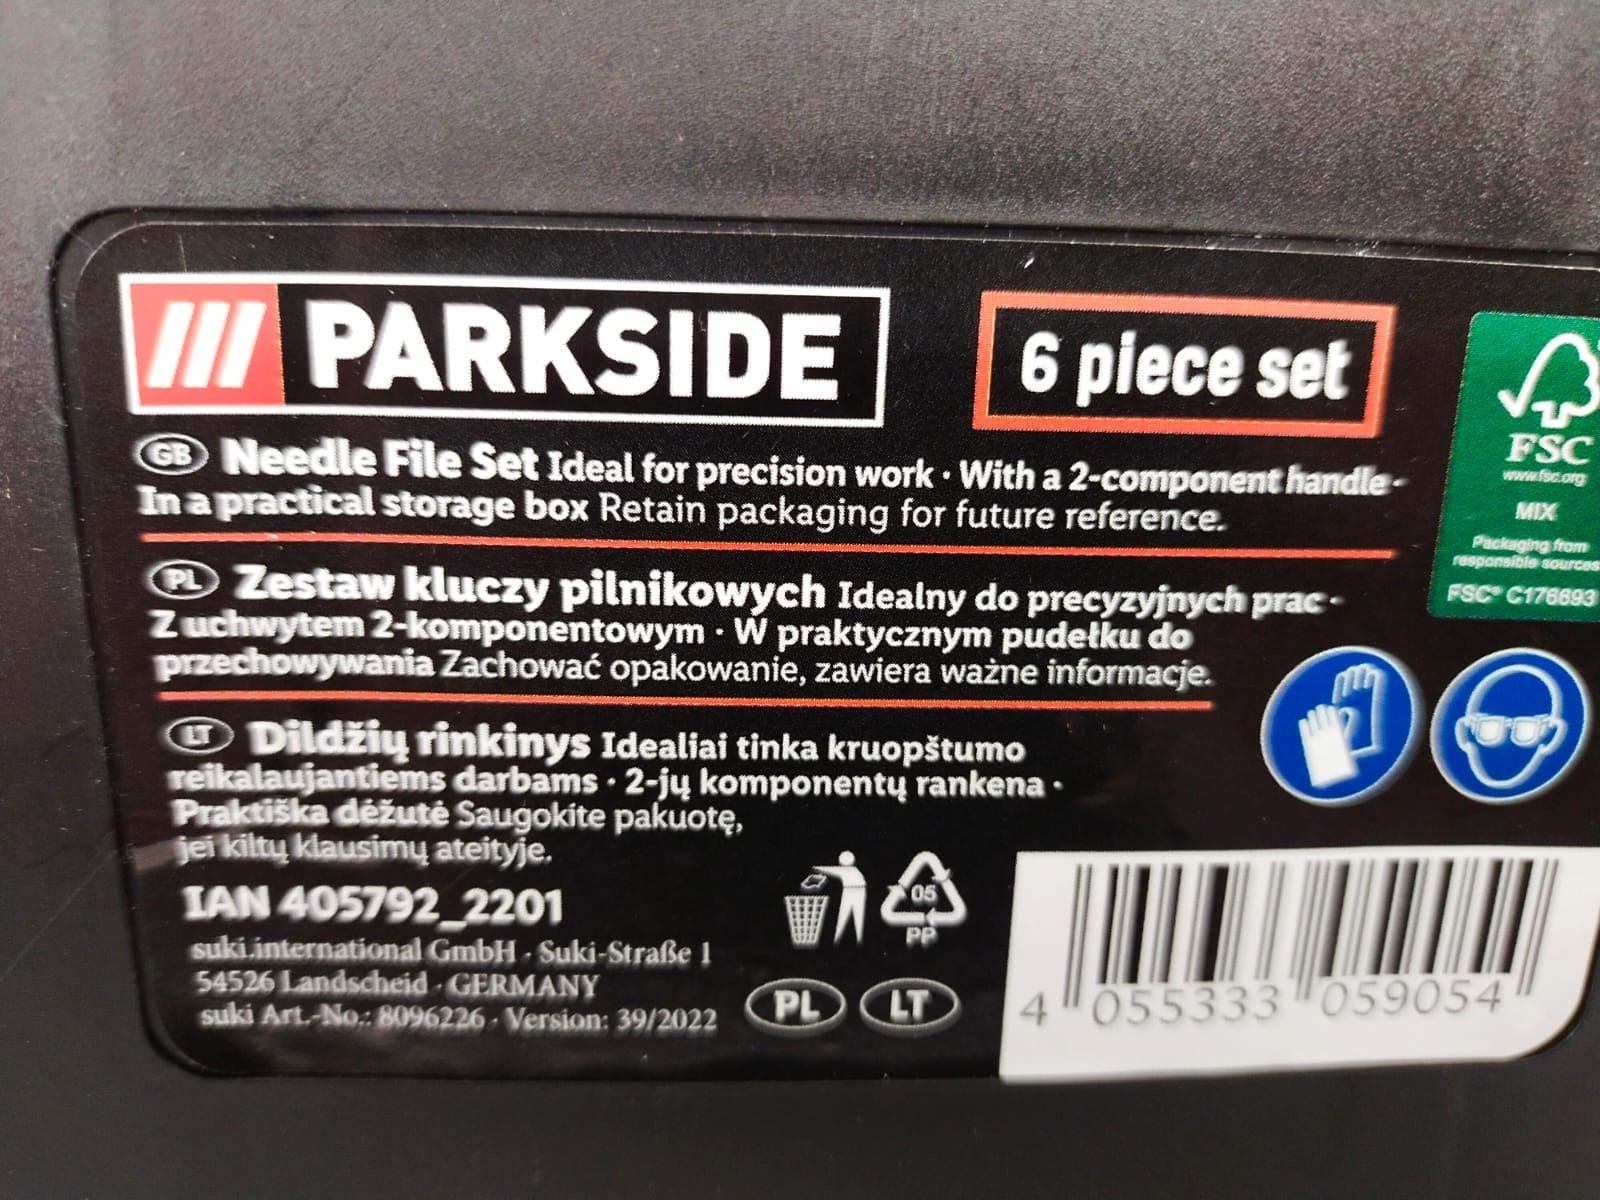 PARKSIDE
6 piece set
GB Needle File Set Ideal for precision work · With a 2-component handle ·
In a practical storage box Retain packaging for future reference.
PL Zestaw kluczy pilnikowych Idealny do precyzyjnych prac ·
Z uchwytem 2-komponentowym · W praktycznym pudełku do
przechowywania Zachować opakowanie, zawiera ważne informacje.
LT Dildžių rinkinys Idealiai tinka kruopštumo
reikalaujantiems darbams · 2-jų komponentų rankena ·
Praktiška dėžutė Saugokite pakuotę,
jei kiltų klausimų ateityje.
IAN 405792_2201
suki.international GmbH · Suki-Straße 1
54526 Landscheid · GERMANY
suki Art.-No.: 8096226 · Version: 39/2022
FSC
www.fsc.org
MIX
Packaging from
responsible sources
FSC® C176693
05
PP
PL LT
4 055333 059054